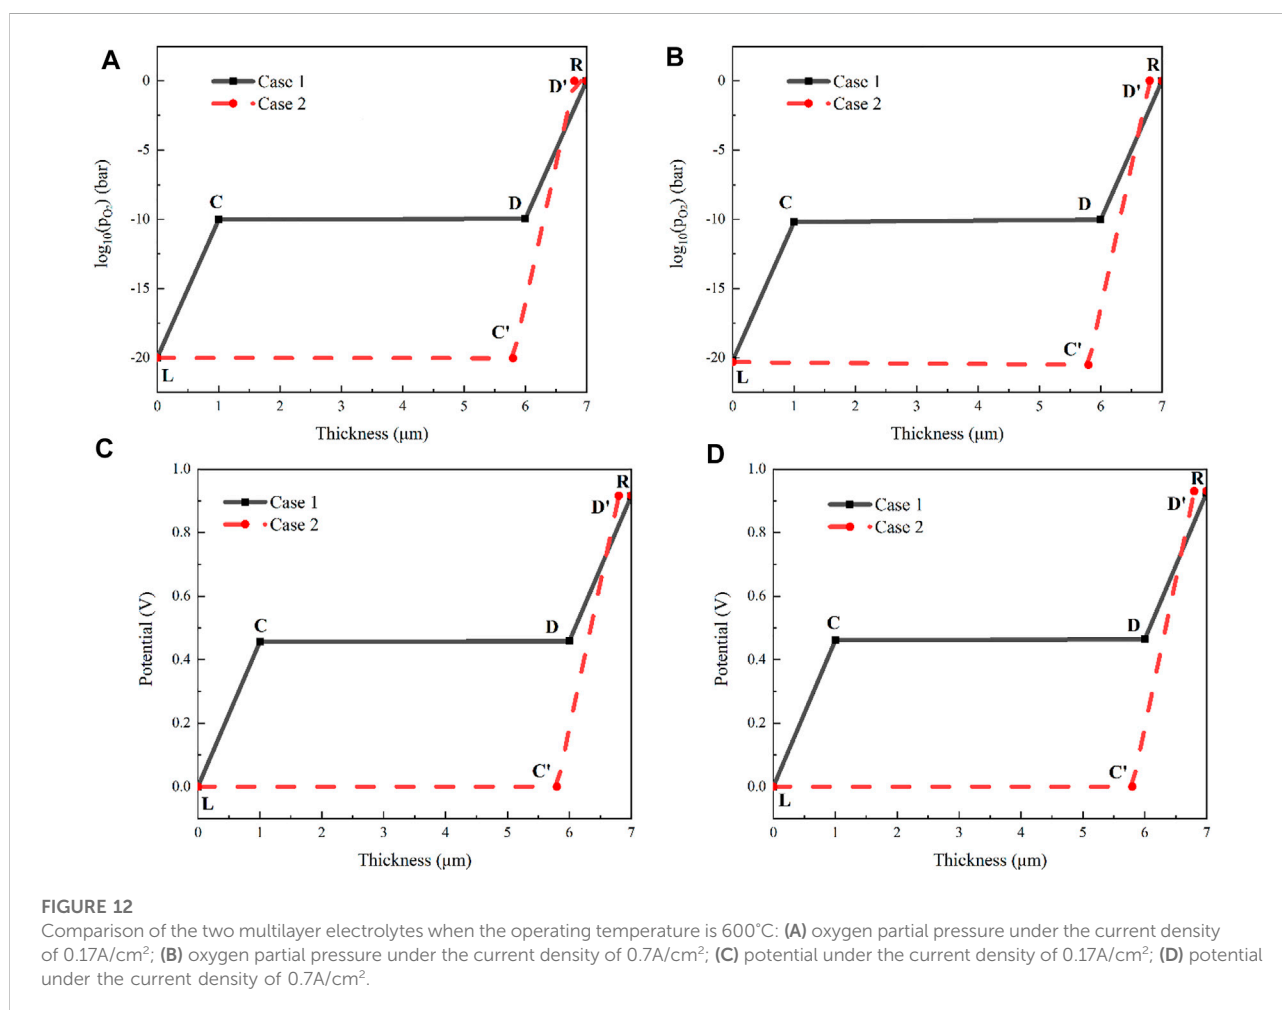 A
Case 1
Case 2
R
D'
C
D
C'
L
0
-5
-10
-15
-20
log₁₀(p_O₂) (bar)
0 1 2 3 4 5 6 7
Thickness (μm)
B
Case 1
Case 2
R
D'
C
D
C'
L
0
-5
-10
-15
-20
log₁₀(p_O₂) (bar)
0 1 2 3 4 5 6 7
Thickness (μm)
C
Case 1
Case 2
R
D'
C
D
C'
L
1.0
0.8
0.6
0.4
0.2
0.0
Potential (V)
0 1 2 3 4 5 6 7
Thickness (μm)
D
Case 1
Case 2
R
D'
C
D
C'
L
1.0
0.8
0.6
0.4
0.2
0.0
Potential (V)
0 1 2 3 4 5 6 7
Thickness (μm)
FIGURE 12
Comparison of the two multilayer electrolytes when the operating temperature is 600°C: (A) oxygen partial pressure under the current density
of 0.17A/cm²; (B) oxygen partial pressure under the current density of 0.7A/cm²; (C) potential under the current density of 0.17A/cm²; (D) potential
under the current density of 0.7A/cm².